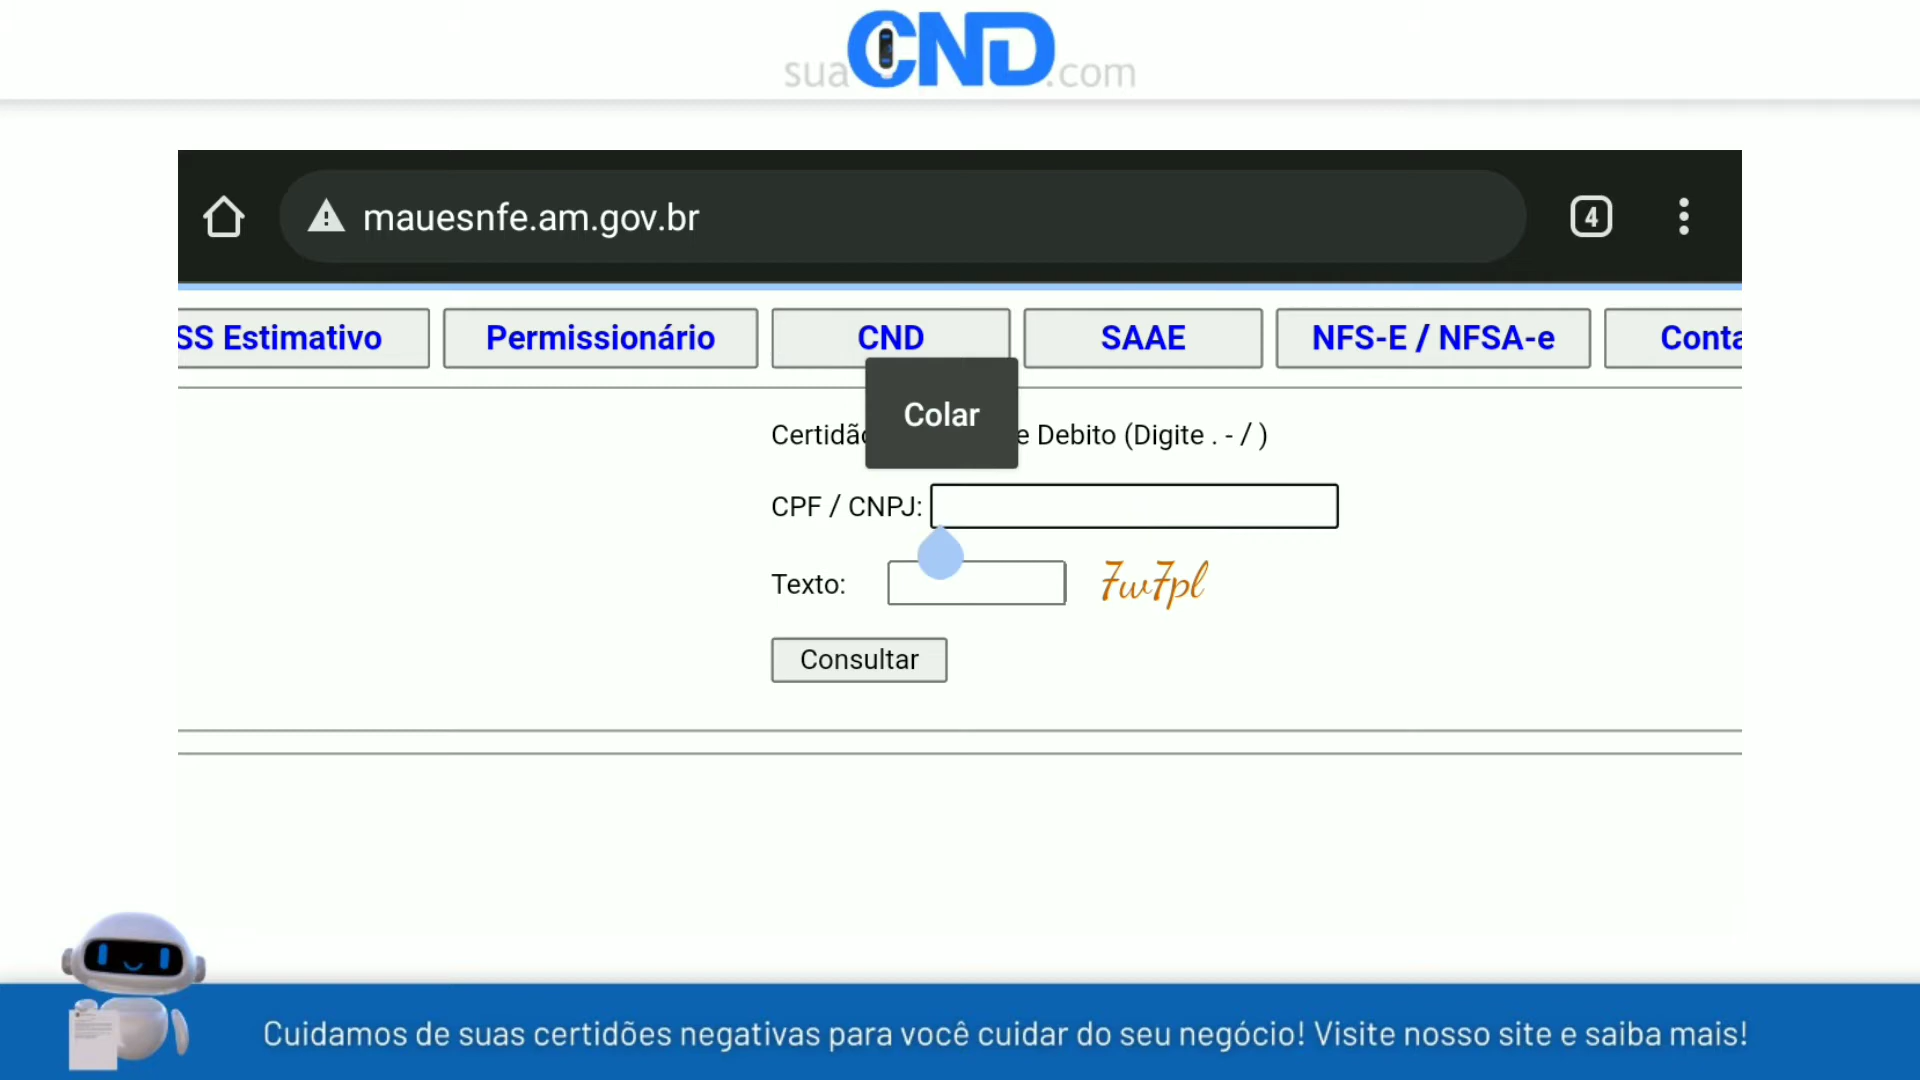 suaCND.com
mauesnfe.am.gov.br
4
SS Estimativo Permissionário CND SAAE NFS-E / NFSA-e Conta
Colar
Certidão e Debito (Digite . - / )
CPF / CNPJ:
Texto: 7w7pl
Consultar
Cuidamos de suas certidões negativas para você cuidar do seu negócio! Visite nosso site e saiba mais!